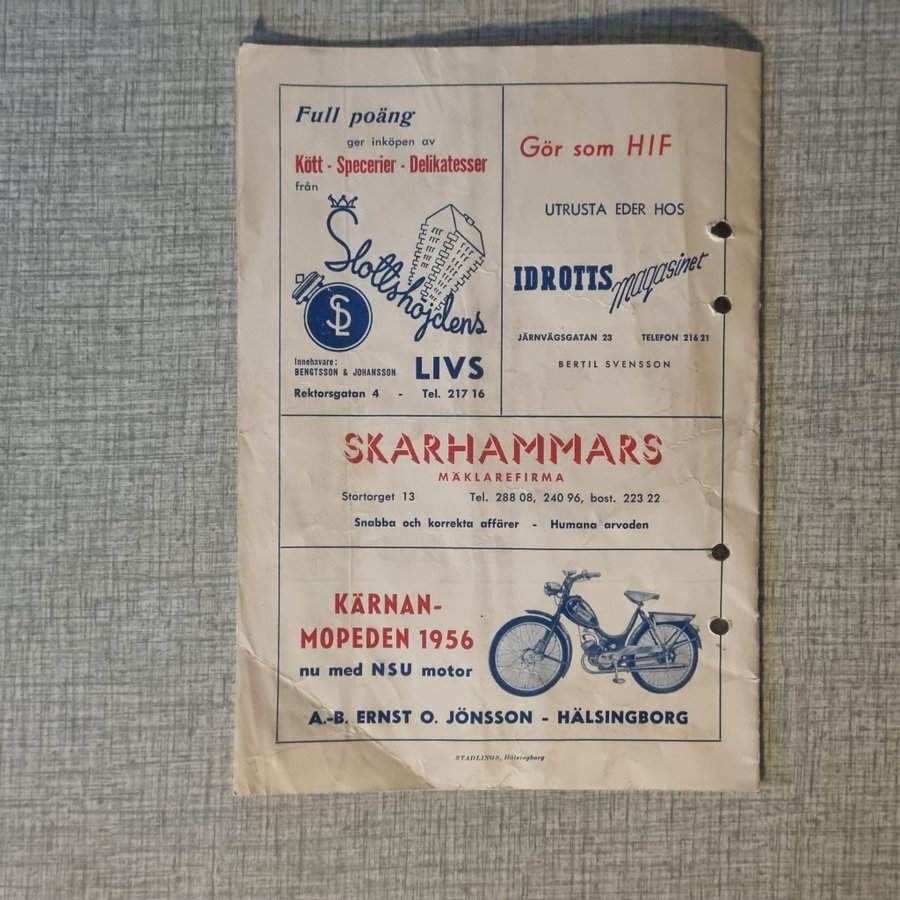 Full poäng
ger inköpen av
Kött - Specerier - Delikatesser
från
Slottshöjdens
SL
LIVS
Innehavare:
BENGTSSON & JOHANSSON
Rektorsgatan 4 - Tel. 217 16
Gör som HIF
UTRUSTA EDER HOS
IDROTTS magasinet
JÄRNVÄGSGATAN 23 TELEFON 216 21
BERTIL SVENSSON
SKARHAMMARS
MÄKLAREFIRMA
Stortorget 13 Tel. 288 08, 240 96, bost. 223 22
Snabba och korrekta affärer - Humana arvoden
KÄRNAN-
MOPEDEN 1956
nu med NSU motor
A.-B. ERNST O. JÖNSSON - HÄLSINGBORG
STADLINGS, Hälsingborg